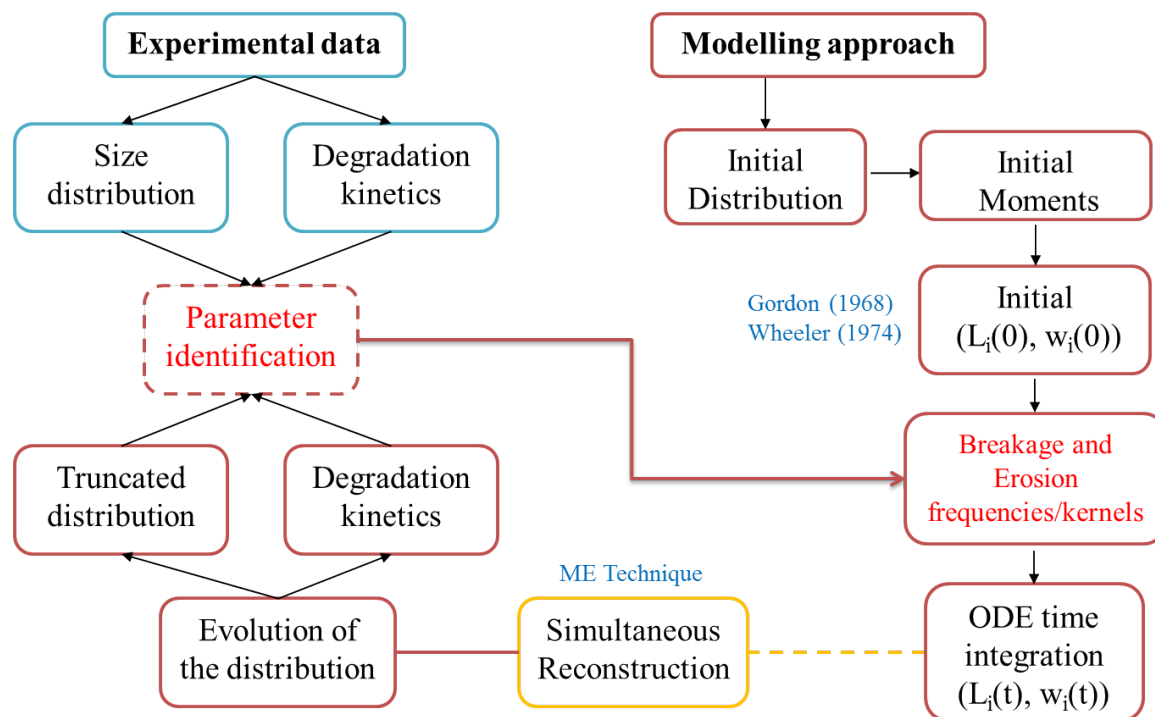 Experimental data
Modelling approach
Size
distribution
Degradation
kinetics
Initial
Distribution
Initial
Moments
Parameter
identification
Gordon (1968)
Wheeler (1974)
Initial
(Lᵢ(0), wᵢ(0))
Truncated
distribution
Degradation
kinetics
Breakage and
Erosion
frequencies/kernels
ME Technique
Evolution of
the distribution
Simultaneous
Reconstruction
ODE time
integration
(Lᵢ(t), wᵢ(t))